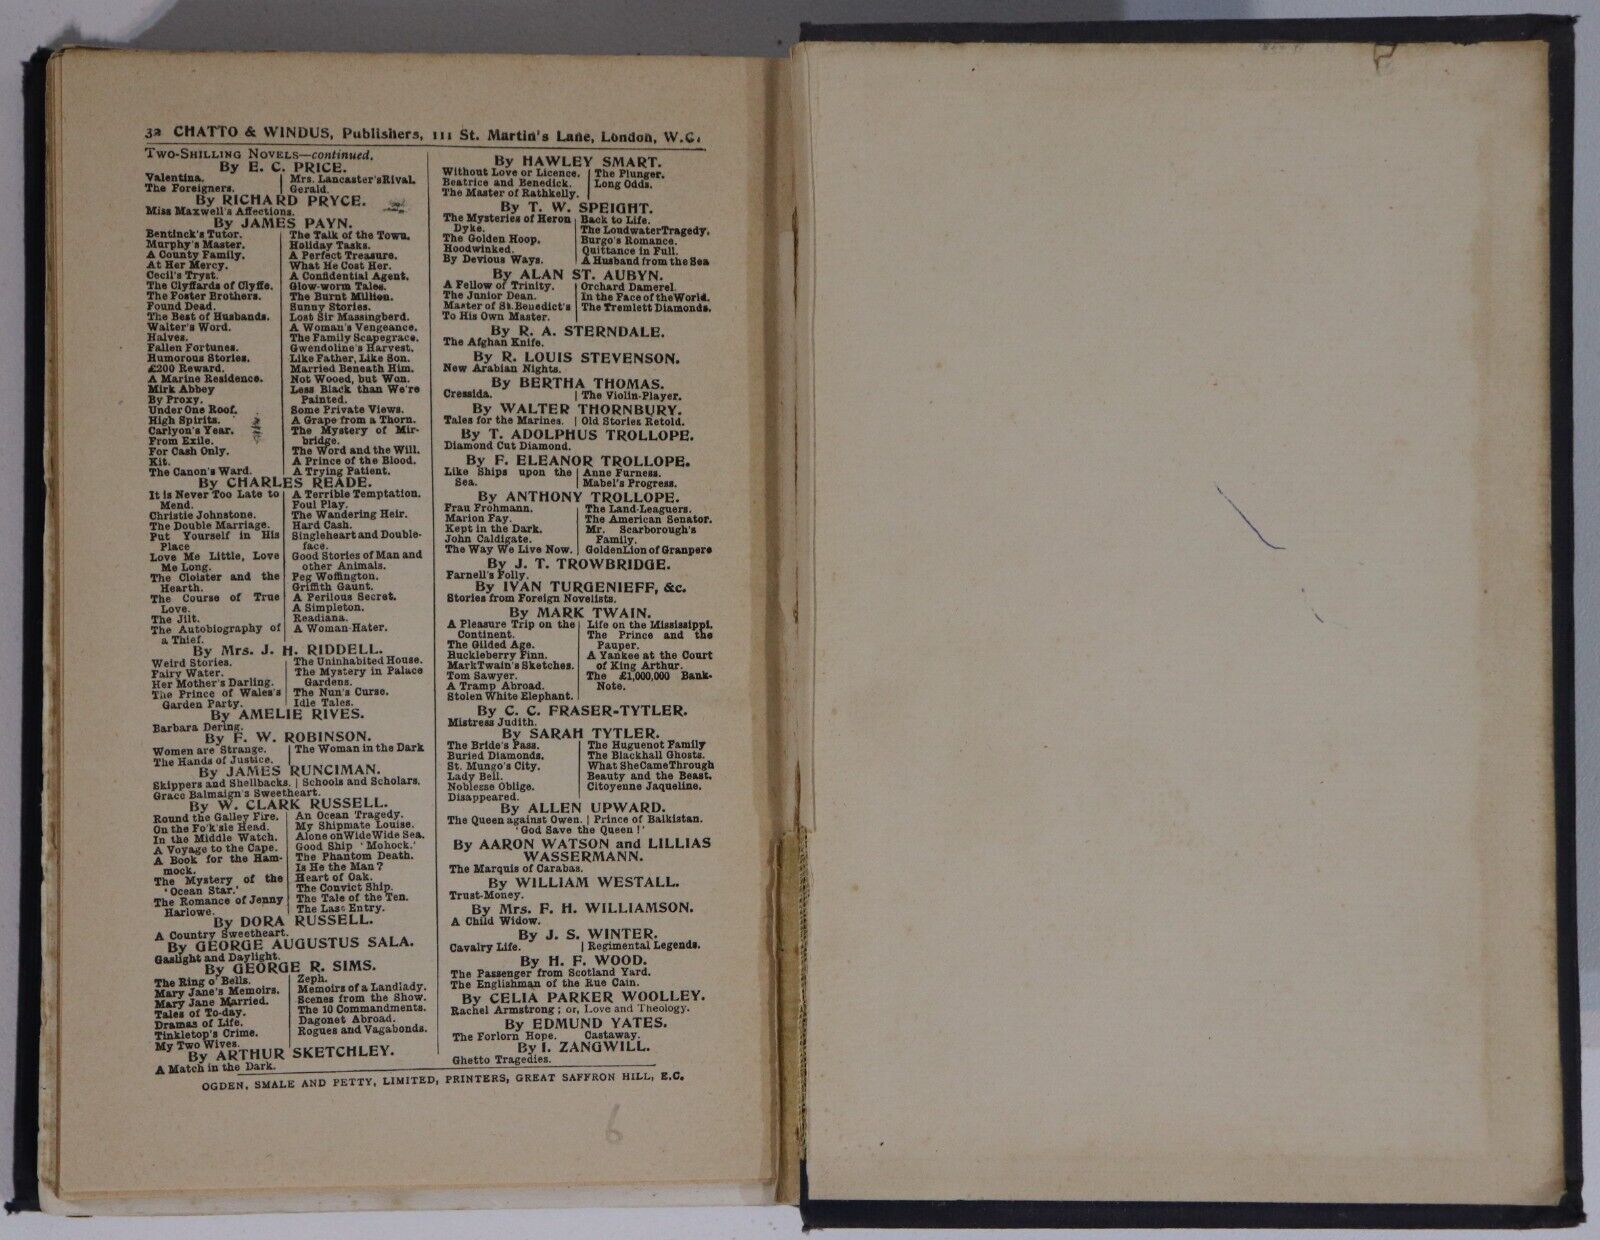 32 CHATTO & WINDUS, Publishers, 111 St. Martin's Lane, London, W.C.
TWO-SHILLING NOVELS—continued.
By E. C. PRICE.
Valentina.
The Foreigners.
Mrs. Lancaster's Rival.
Gerald.
By RICHARD PRYCE.
Miss Maxwell's Affections.
By JAMES PAYN.
Bentinck's Tutor.
Murphy's Master.
A County Family.
At Her Mercy.
Cecil's Tryst.
The Clyffards of Clyffe.
The Foster Brothers.
Found Dead.
The Best of Husbands.
Walter's Word.
Halves.
Fallen Fortunes.
Humorous Stories.
£200 Reward.
A Marine Residence.
Mirk Abbey
By Proxy.
Under One Roof.
High Spirits.
Carlyon's Year.
From Exile.
For Cash Only.
Kit.
The Canon's Ward.
The Talk of the Town.
Holiday Tasks.
A Perfect Treasure.
What He Cost Her.
A Confidential Agent.
Glow-worm Tales.
The Burnt Million.
Sunny Stories.
Lost Sir Massingberd.
A Woman's Vengeance.
The Family Scapegrace.
Gwendoline's Harvest.
Like Father, Like Son.
Married Beneath Him.
Not Wooed, but Won.
Less Black than We're
Painted.
Some Private Views.
A Grape from a Thorn.
The Mystery of Mir-
bridge.
The Word and the Will.
A Prince of the Blood.
A Trying Patient.
By CHARLES READE.
It is Never Too Late to
Mend.
Christie Johnstone.
The Double Marriage.
Put Yourself in His
Place
Love Me Little, Love
Me Long.
The Cloister and the
Hearth.
The Course of True
Love.
The Jilt.
The Autobiography of
a Thief.
A Terrible Temptation.
Foul Play.
The Wandering Heir.
Hard Cash.
Singleheart and Double-
face.
Good Stories of Man and
other Animals.
Peg Woffington.
Griffith Gaunt.
A Perilous Secret.
A Simpleton.
Readiana.
A Woman-Hater.
By Mrs. J. H. RIDDELL.
Weird Stories.
Fairy Water.
Her Mother's Darling.
The Prince of Wales's
Garden Party.
The Uninhabited House.
The Mystery in Palace
Gardens.
The Nun's Curse.
Idle Tales.
By AMELIE RIVES.
Barbara Dering.
By F. W. ROBINSON.
Women are Strange.
The Hands of Justice.
The Woman in the Dark
By JAMES RUNCIMAN.
Skippers and Shellbacks. | Schools and Scholars.
Grace Balmaign's Sweetheart.
By W. CLARK RUSSELL.
Round the Galley Fire.
On the Fo'k'sle Head.
In the Middle Watch.
A Voyage to the Cape.
A Book for the Ham-
mock.
The Mystery of the
'Ocean Star.'
The Romance of Jenny
Harlowe.
An Ocean Tragedy.
My Shipmate Louise.
Alone on Wide Wide Sea.
Good Ship 'Mohock.'
The Phantom Death.
Is He the Man?
Heart of Oak.
The Convict Ship.
The Tale of the Ten.
The Last Entry.
By DORA RUSSELL.
A Country Sweetheart.
By GEORGE AUGUSTUS SALA.
Gaslight and Daylight.
By GEORGE R. SIMS.
The Ring o' Bells.
Mary Jane's Memoirs.
Mary Jane Married.
Tales of To-day.
Dramas of Life.
Tinkletop's Crime.
My Two Wives.
Zeph.
Memoirs of a Landlady.
Scenes from the Show.
The 10 Commandments.
Dagonet Abroad.
Rogues and Vagabonds.
By ARTHUR SKETCHLEY.
A Match in the Dark.
By HAWLEY SMART.
Without Love or Licence.
Beatrice and Benedick.
The Master of Rathkelly.
The Plunger.
Long Odds.
By T. W. SPEIGHT.
The Mysteries of Heron
Dyke.
The Golden Hoop.
Hoodwinked.
By Devious Ways.
Back to Life.
The Loudwater Tragedy.
Burgo's Romance.
Quittance in Full.
A Husband from the Sea
By ALAN ST. AUBYN.
A Fellow of Trinity.
The Junior Dean.
Master of St. Benedict's
To His Own Master.
Orchard Damerel.
In the Face of the World.
The Tremlett Diamonds.
By R. A. STERNDALE.
The Afghan Knife.
By R. LOUIS STEVENSON.
New Arabian Nights.
By BERTHA THOMAS.
Cressida. | The Violin-Player.
By WALTER THORNBURY.
Tales for the Marines. | Old Stories Retold.
By T. ADOLPHUS TROLLOPE.
Diamond Cut Diamond.
By F. ELEANOR TROLLOPE.
Like Ships upon the
Sea.
Anne Furness.
Mabel's Progress.
By ANTHONY TROLLOPE.
Frau Frohmann.
Marion Fay.
Kept in the Dark.
John Caldigate.
The Way We Live Now.
The Land-Leaguers.
The American Senator.
Mr. Scarborough's
Family.
Golden Lion of Granpere
By J. T. TROWBRIDGE.
Farnell's Folly.
By IVAN TURGENIEFF, &c.
Stories from Foreign Novelists.
By MARK TWAIN.
A Pleasure Trip on the
Continent.
The Gilded Age.
Huckleberry Finn.
Mark Twain's Sketches.
Tom Sawyer.
A Tramp Abroad.
Stolen White Elephant.
Life on the Mississippi.
The Prince and the
Pauper.
A Yankee at the Court
of King Arthur.
The £1,000,000 Bank-
Note.
By C. C. FRASER-TYTLER.
Mistress Judith.
By SARAH TYTLER.
The Bride's Pass.
Buried Diamonds.
St. Mungo's City.
Lady Bell.
Noblesse Oblige.
Disappeared.
The Huguenot Family
The Blackhall Ghosts.
What She Came Through
Beauty and the Beast.
Citoyenne Jaqueline.
By ALLEN UPWARD.
The Queen against Owen. | Prince of Balkistan.
'God Save the Queen!'
By AARON WATSON and LILLIAS
WASSERMANN.
The Marquis of Carabas.
By WILLIAM WESTALL.
Trust-Money.
By Mrs. F. H. WILLIAMSON.
A Child Widow.
By J. S. WINTER.
Cavalry Life. | Regimental Legends.
By H. F. WOOD.
The Passenger from Scotland Yard.
The Englishman of the Rue Cain.
By CELIA PARKER WOOLLEY.
Rachel Armstrong; or, Love and Theology.
By EDMUND YATES.
The Forlorn Hope. Castaway.
By I. ZANGWILL.
Ghetto Tragedies.
OGDEN, SMALE AND PETTY, LIMITED, PRINTERS, GREAT SAFFRON HILL, E.C.
6